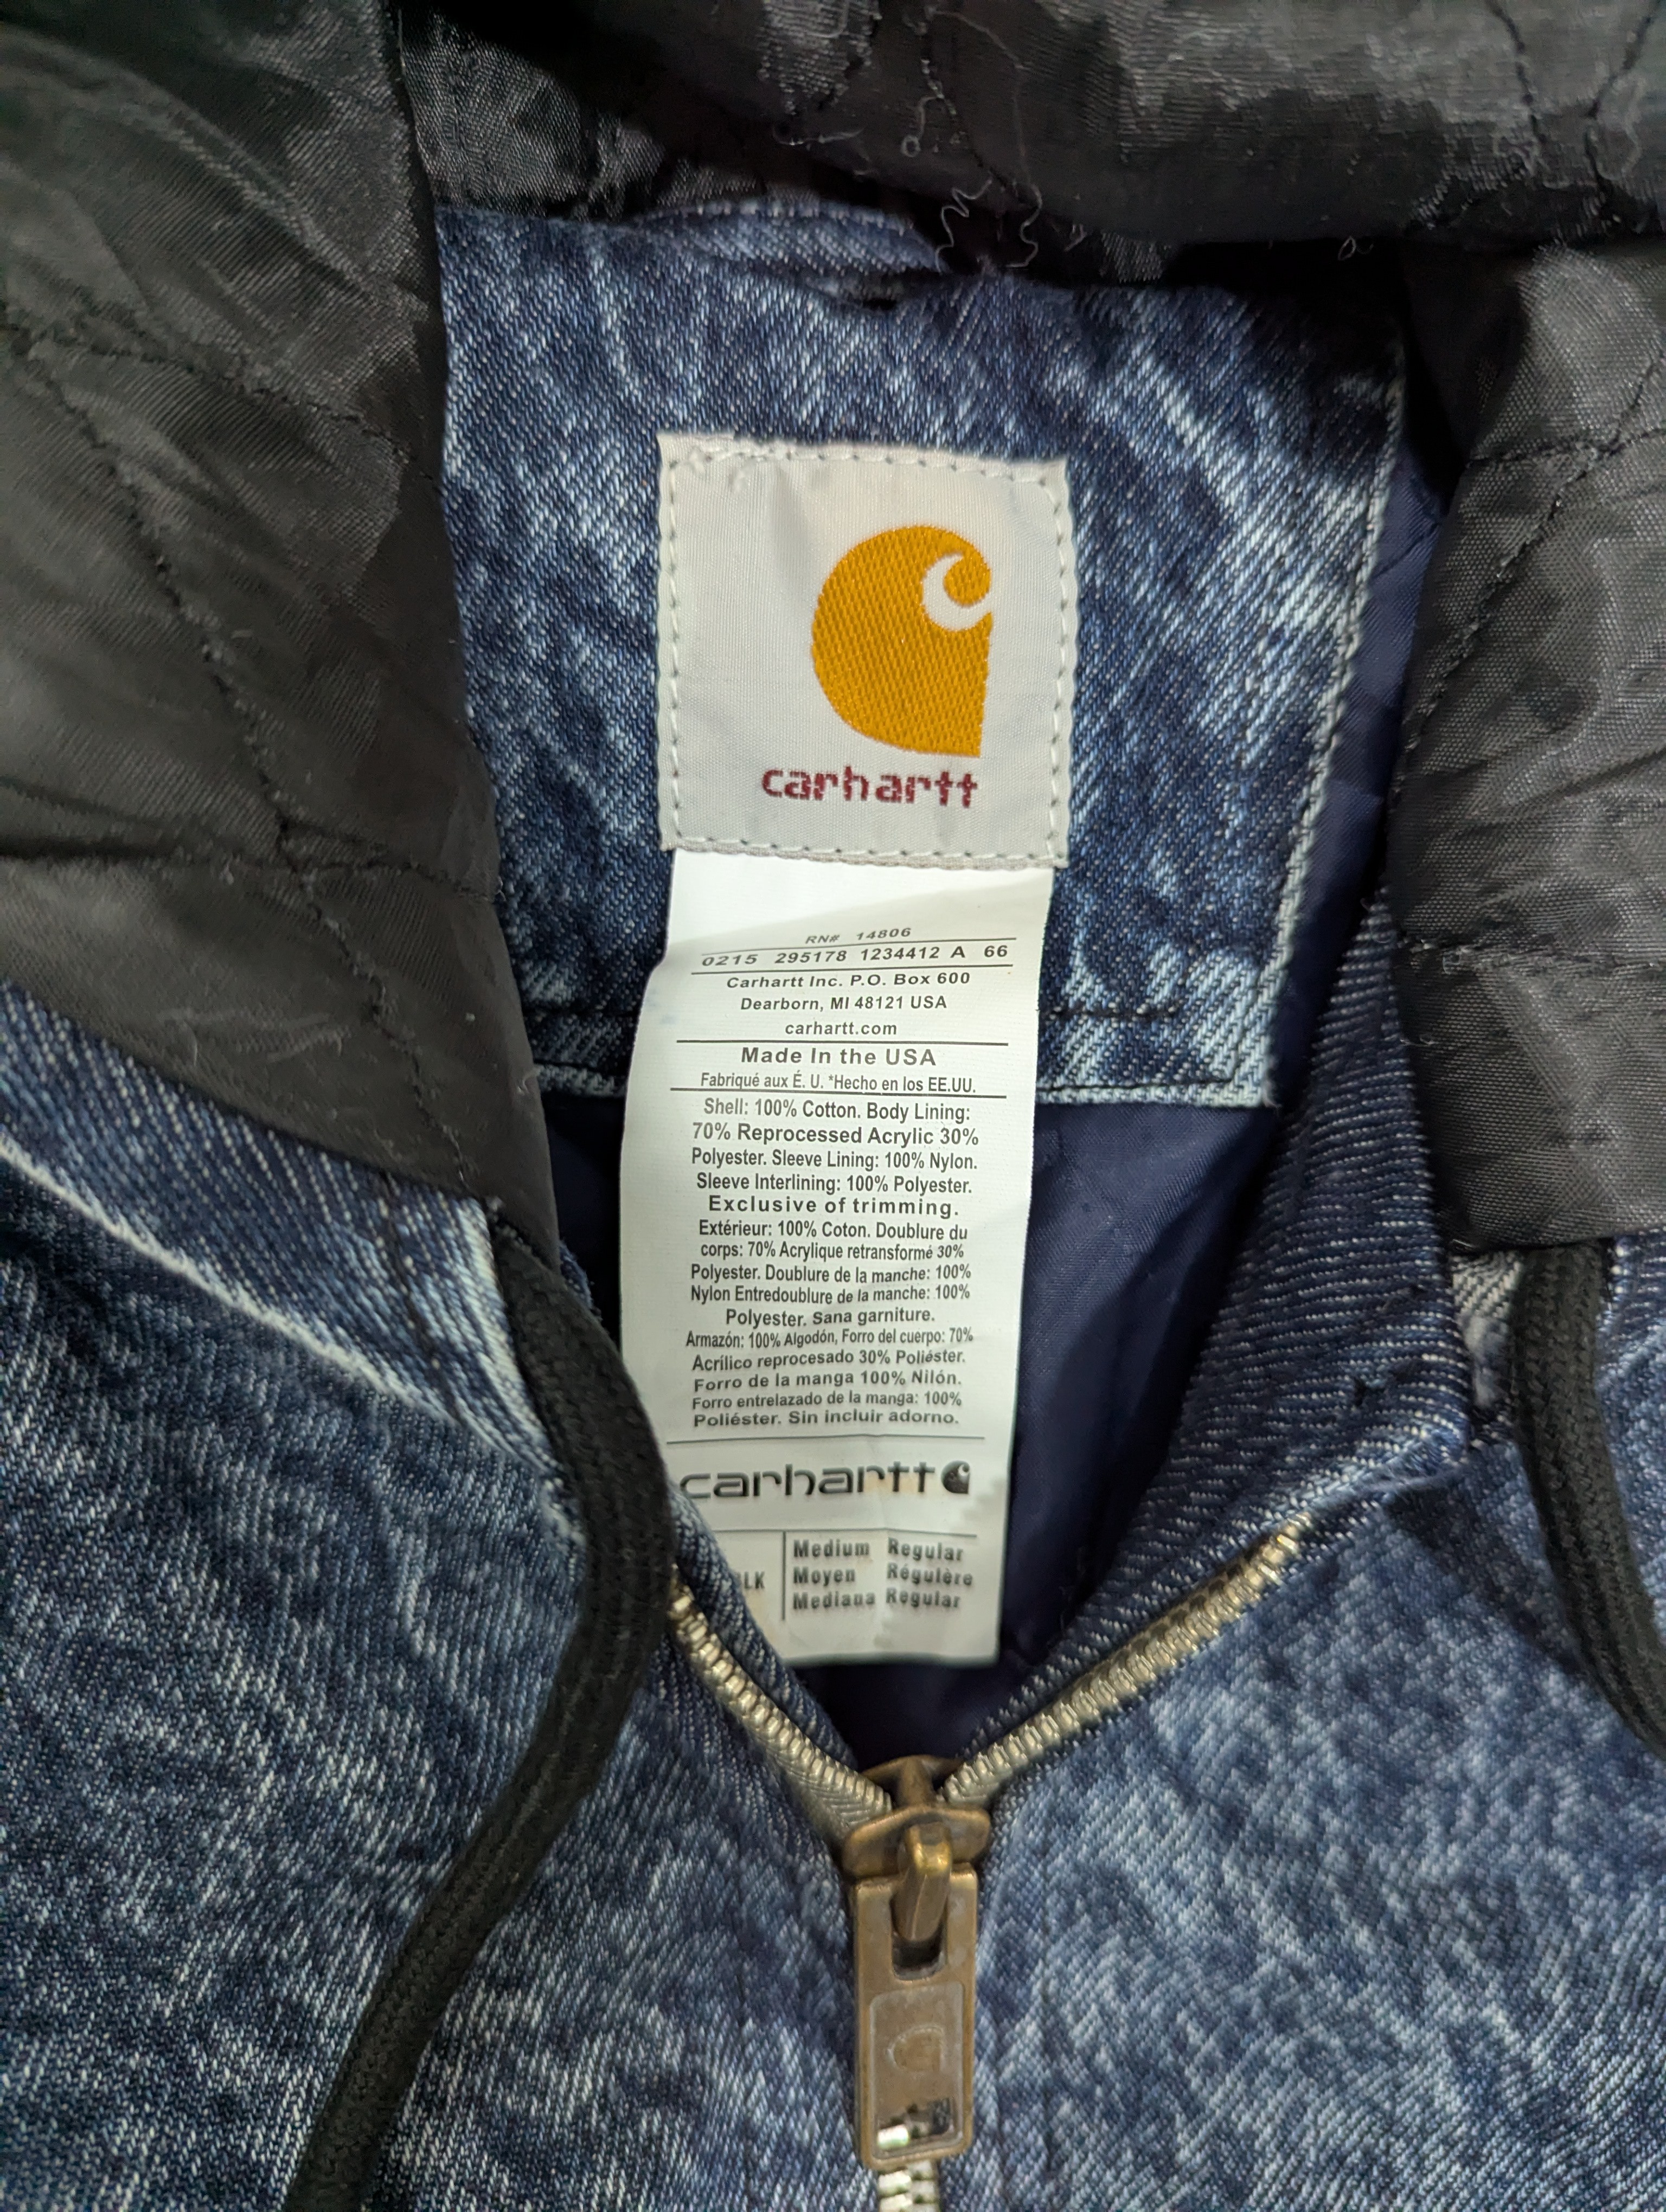 carhartt
RN# 14806
0215 295178 1234412 A 66
Carhartt Inc. P.O. Box 600
Dearborn, MI 48121 USA
carhartt.com
Made In the USA
Fabriqué aux É. U. *Hecho en los EE.UU.
Shell: 100% Cotton. Body Lining:
70% Reprocessed Acrylic 30%
Polyester. Sleeve Lining: 100% Nylon.
Sleeve Interlining: 100% Polyester.
Exclusive of trimming.
Extérieur: 100% Coton. Doublure du
corps: 70% Acrylique retransformé 30%
Polyester. Doublure de la manche: 100%
Nylon Entredoublure de la manche: 100%
Polyester. Sana garniture.
Armazón: 100% Algodón, Forro del cuerpo: 70%
Acrílico reprocesado 30% Poliéster.
Forro de la manga 100% Nilón.
Forro entrelazado de la manga: 100%
Poliéster. Sin incluir adorno.
carhartt
Medium Regular
LK Moyen Régulère
Mediana Regular